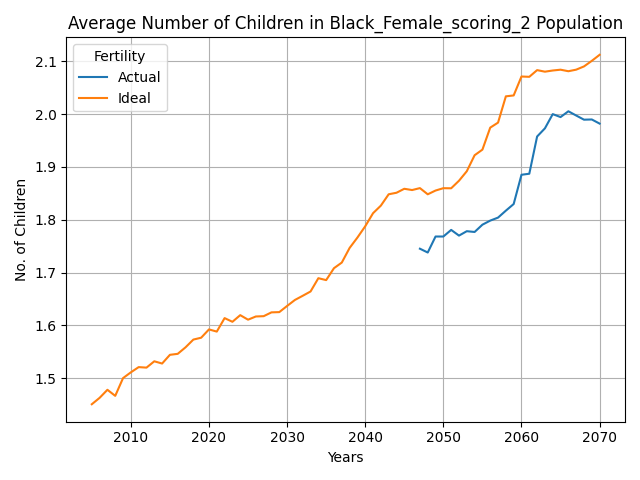 Average Number of Children in Black_Female_scoring_2 Population
Fertility
Actual
Ideal
No. of Children
2.1
2.0
1.9
1.8
1.7
1.6
1.5
2010 2020 2030 2040 2050 2060 2070
Years